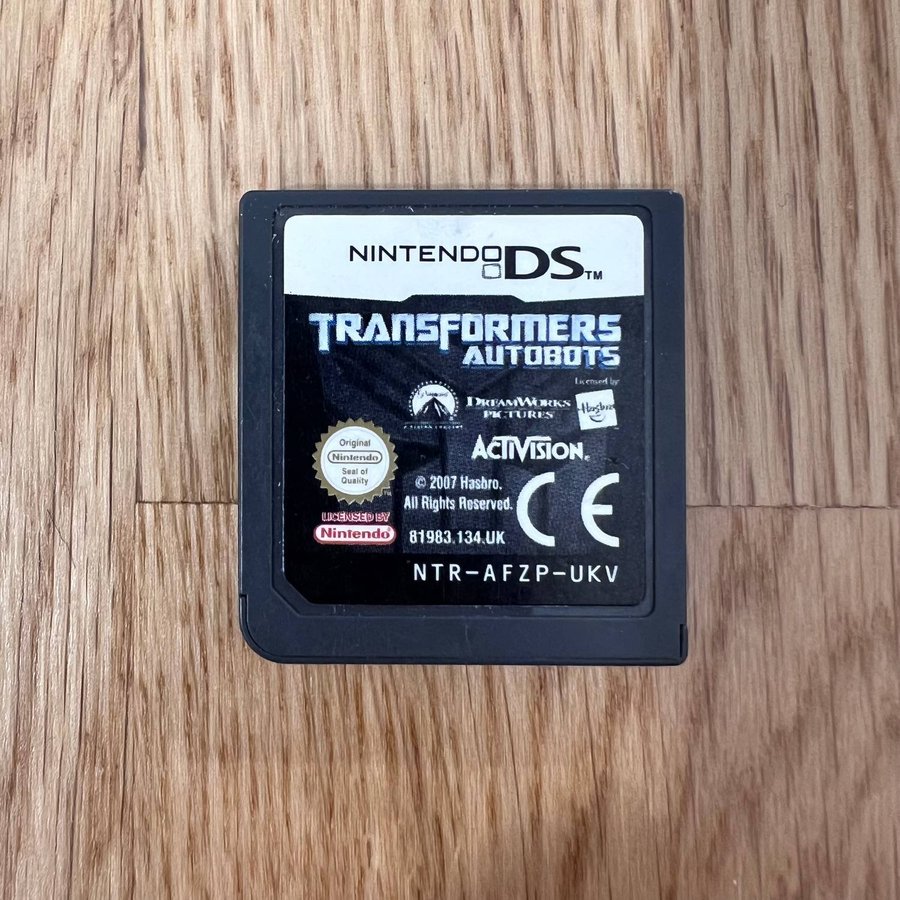 NINTENDO DS™
TRANSFORMERS
AUTOBOTS
Licensed by
DREAMWORKS
PICTURES
Hasbro
ACTIVISION.
Original
Nintendo
Seal of
Quality
© 2007 Hasbro.
All Rights Reserved.
CE
LICENSED BY
Nintendo
81983.134.UK
NTR-AFZP-UKV